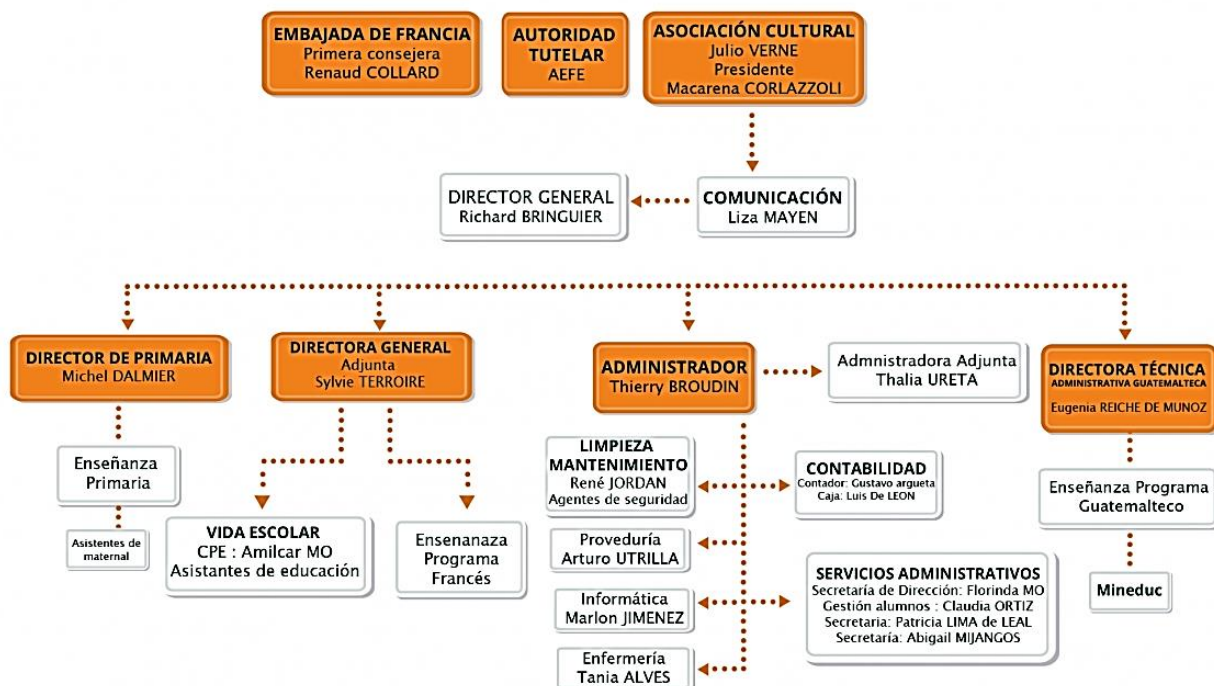 EMBAJADA DE FRANCIA
Primera consejera
Renaud COLLARD
AUTORIDAD
TUTELAR
AEFE
ASOCIACIÓN CULTURAL
Julio VERNE
Presidente
Macarena CORLAZZOLI
DIRECTOR GENERAL
Richard BRINGUIER
COMUNICACIÓN
Liza MAYEN
DIRECTOR DE PRIMARIA
Michel DALMIER
DIRECTORA GENERAL
Adjunta
Sylvie TERROIRE
ADMINISTRADOR
Thierry BROUDIN
Admnistradora Adjunta
Thalia URETA
DIRECTORA TÉCNICA
ADMINISTRATIVA GUATEMALTECA
Eugenia REICHE DE MUNOZ
Enseñanza
Primaria
Asistentes de
maternal
VIDA ESCOLAR
CPE : Amilcar MO
Asistantes de educación
Ensenanaza
Programa
Francés
LIMPIEZA
MANTENIMIENTO
René JORDAN
Agentes de seguridad
CONTABILIDAD
Contador: Gustavo argueta
Caja: Luis De LEON
Proveduría
Arturo UTRILLA
Informática
Marlon JIMENEZ
SERVICIOS ADMINISTRATIVOS
Secretaría de Dirección: Florinda MO
Gestión alumnos : Claudia ORTIZ
Secretaria: Patricia LIMA de LEAL
Secretaría: Abigail MIJANGOS
Enfermería
Tania ALVES
Enseñanza Programa
Guatemalteco
Mineduc